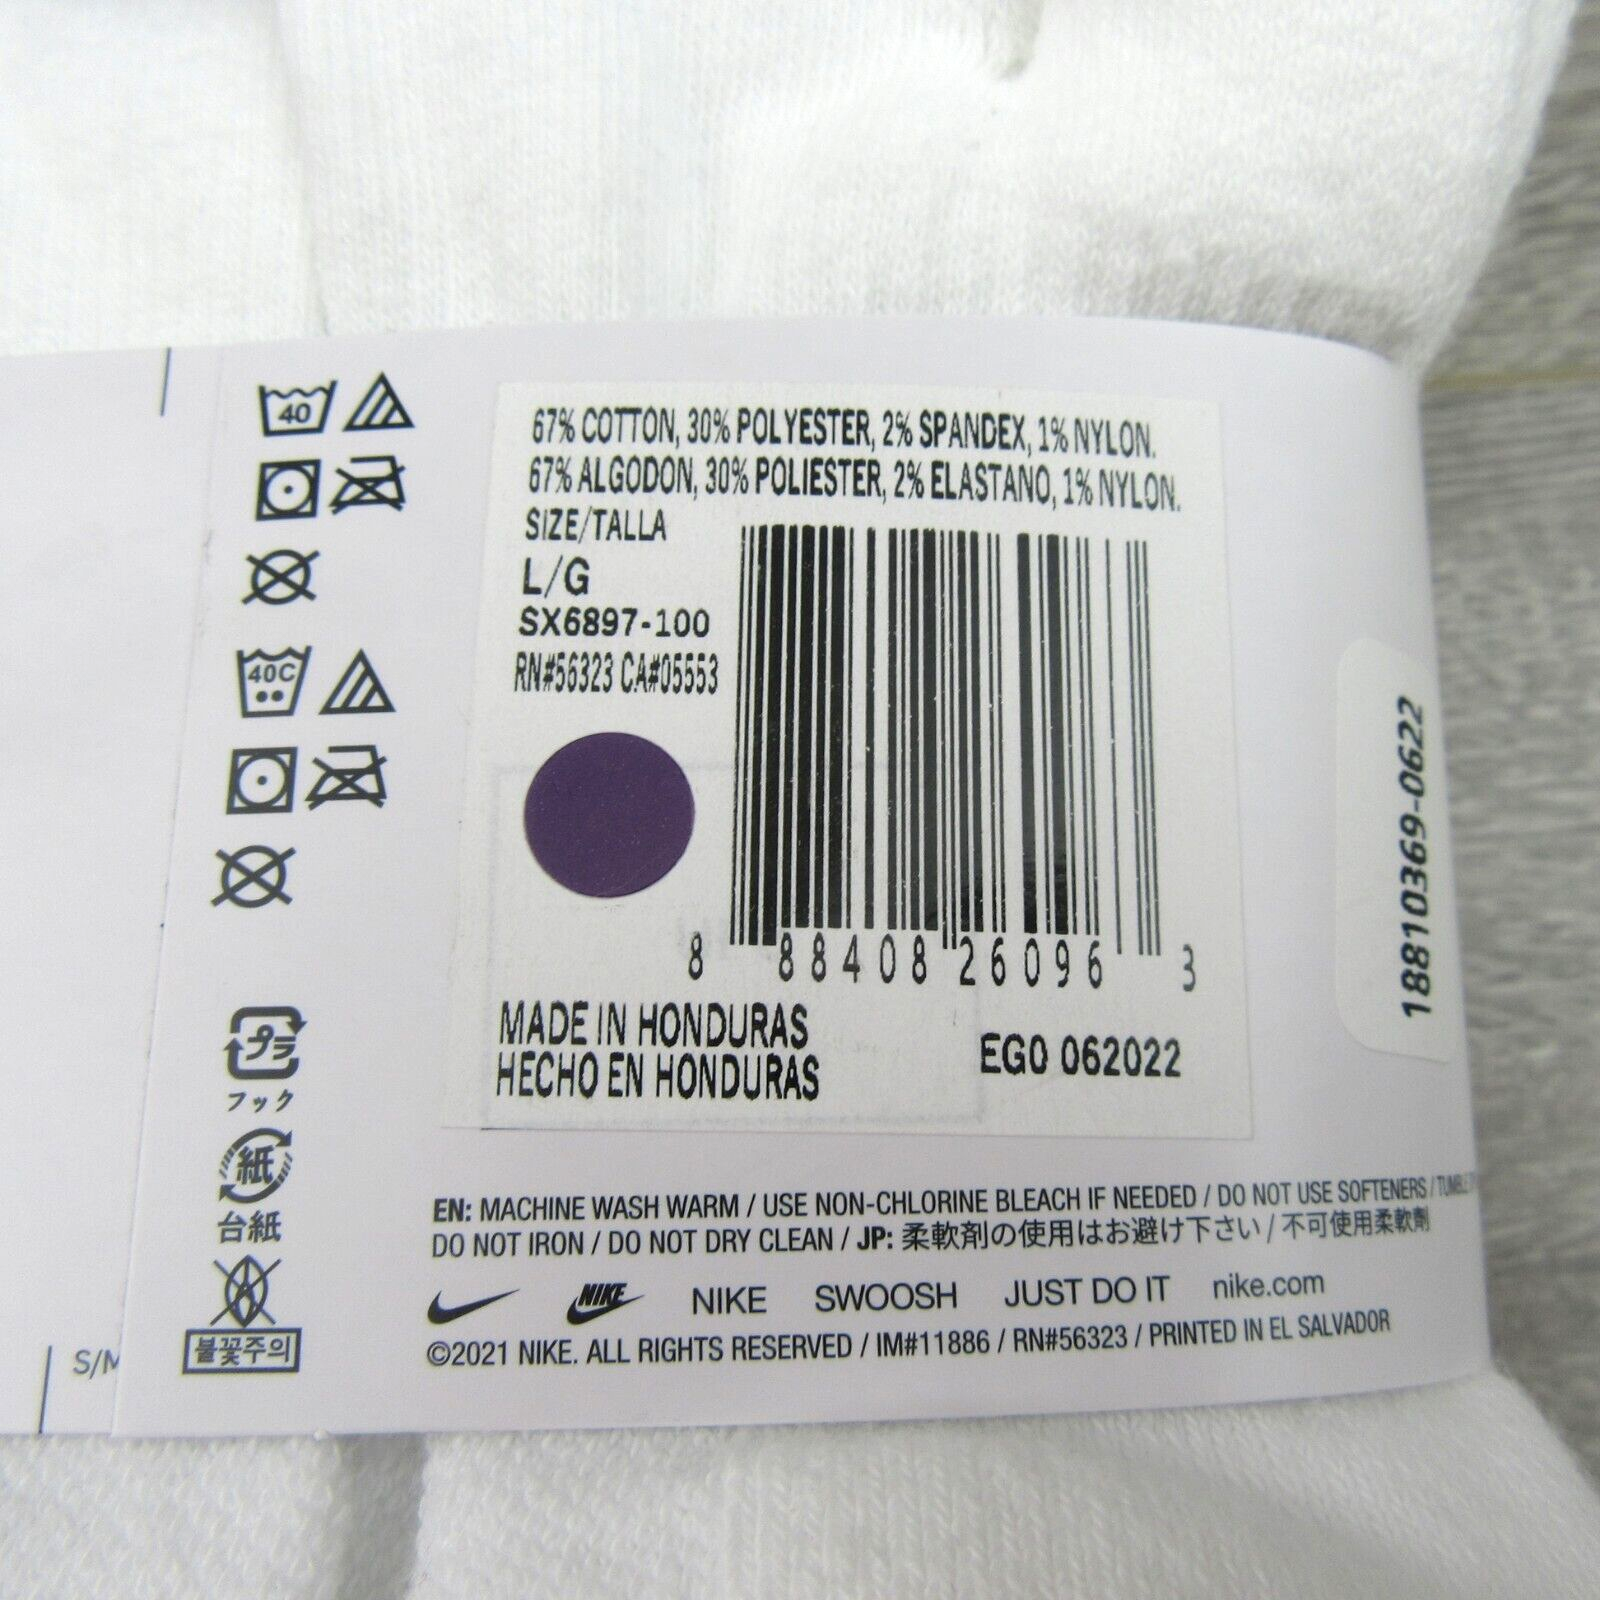 40
40C
プラ
フック
紙
台紙
불꽃주의
S/M
67% COTTON, 30% POLYESTER, 2% SPANDEX, 1% NYLON.
67% ALGODON, 30% POLIESTER, 2% ELASTANO, 1% NYLON.
SIZE/TALLA
L/G
SX6897-100
RN#56323 CA#05553
8 88408 26096 3
MADE IN HONDURAS
HECHO EN HONDURAS
EGO 062022
18810369-0622
EN: MACHINE WASH WARM / USE NON-CHLORINE BLEACH IF NEEDED / DO NOT USE SOFTENERS / TUMBLE
DO NOT IRON / DO NOT DRY CLEAN / JP: 柔軟剤の使用はお避け下さい / 不可使用柔軟劑
NIKE NIKE SWOOSH JUST DO IT nike.com
©2021 NIKE. ALL RIGHTS RESERVED / IM#11886 / RN#56323 / PRINTED IN EL SALVADOR